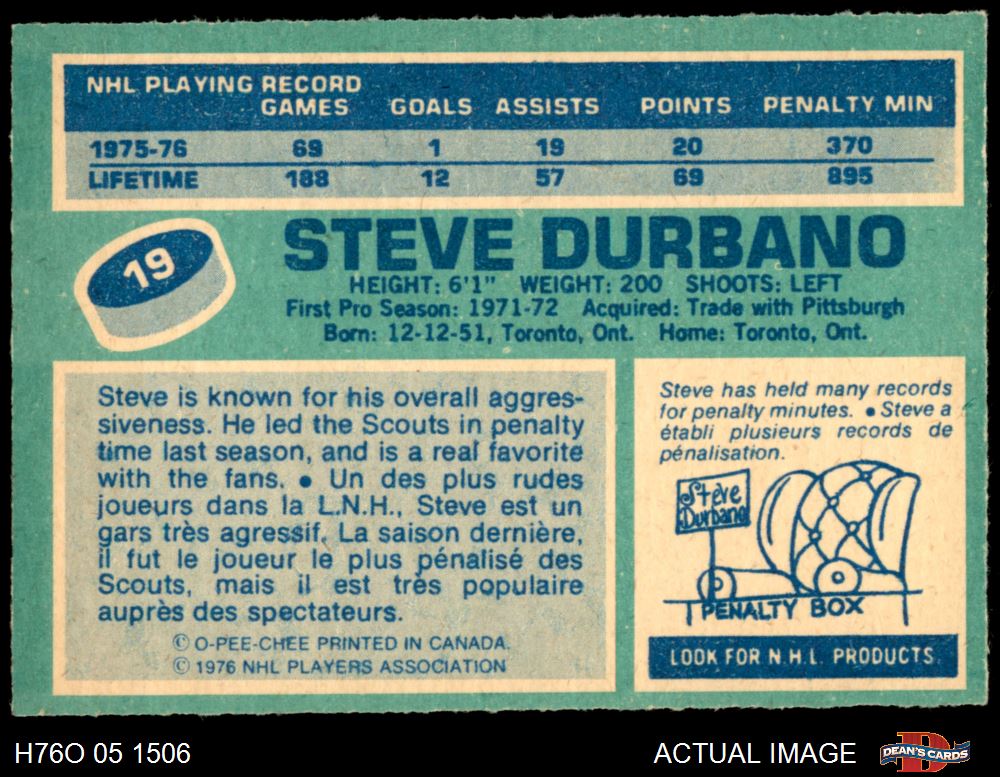 NHL PLAYING RECORD
GAMES GOALS ASSISTS POINTS PENALTY MIN
1975-76 69 1 19 20 370
LIFETIME 188 12 57 69 895
19
STEVE DURBANO
HEIGHT: 6'1" WEIGHT: 200 SHOOTS: LEFT
First Pro Season: 1971-72 Acquired: Trade with Pittsburgh
Born: 12-12-51, Toronto, Ont. Home: Toronto, Ont.
Steve is known for his overall aggres-
siveness. He led the Scouts in penalty
time last season, and is a real favorite
with the fans. • Un des plus rudes
joueurs dans la L.N.H., Steve est un
gars très agressif. La saison dernière,
il fut le joueur le plus pénalisé des
Scouts, mais il est très populaire
auprès des spectateurs.
© O-PEE-CHEE PRINTED IN CANADA.
© 1976 NHL PLAYERS ASSOCIATION
Steve has held many records
for penalty minutes. • Steve a
établi plusieurs records de
pénalisation.
Steve
Durbano
PENALTY BOX
LOOK FOR N.H.L. PRODUCTS.
H76O 05 1506
ACTUAL IMAGE
DEAN'S CARDS